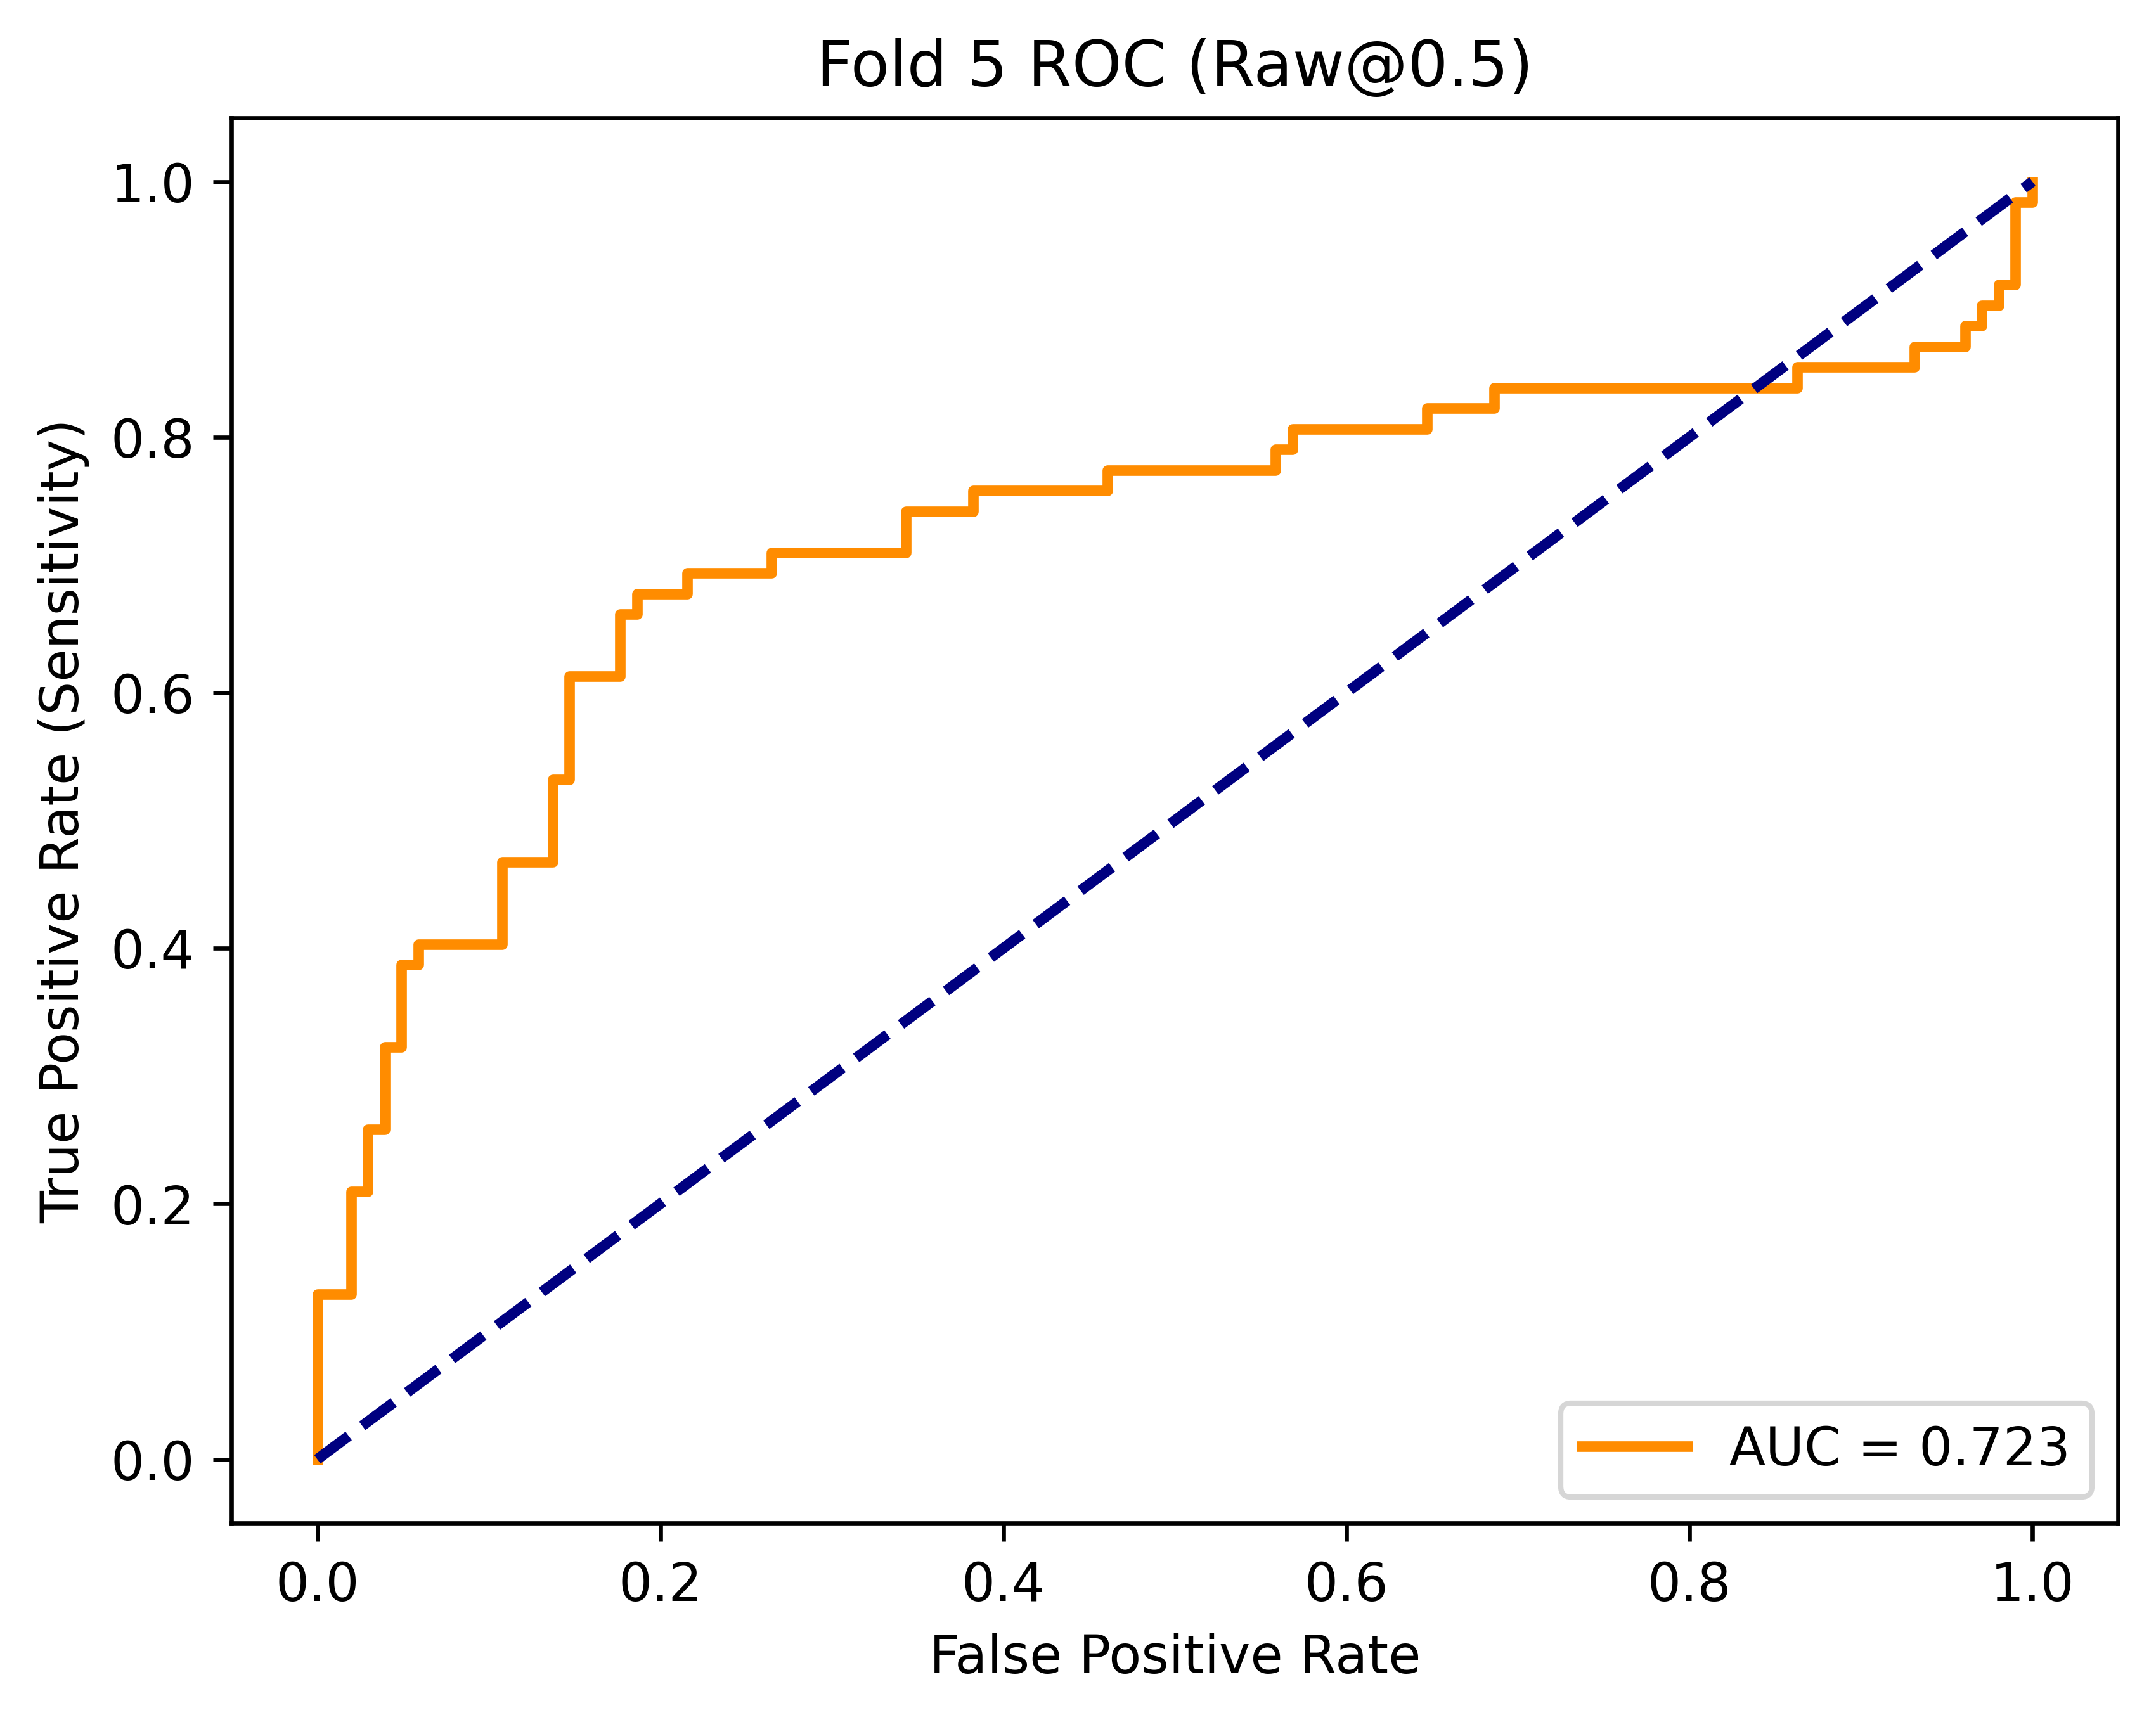 Fold 5 ROC (Raw@0.5)
True Positive Rate (Sensitivity)
1.0
0.8
0.6
0.4
0.2
0.0
AUC = 0.723
0.0 0.2 0.4 0.6 0.8 1.0
False Positive Rate